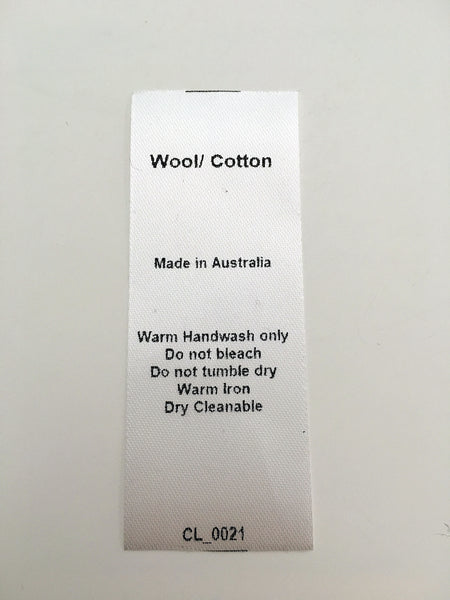 Wool/ Cotton
Made in Australia
Warm Handwash only
Do not bleach
Do not tumble dry
Warm Iron
Dry Cleanable
CL_0021